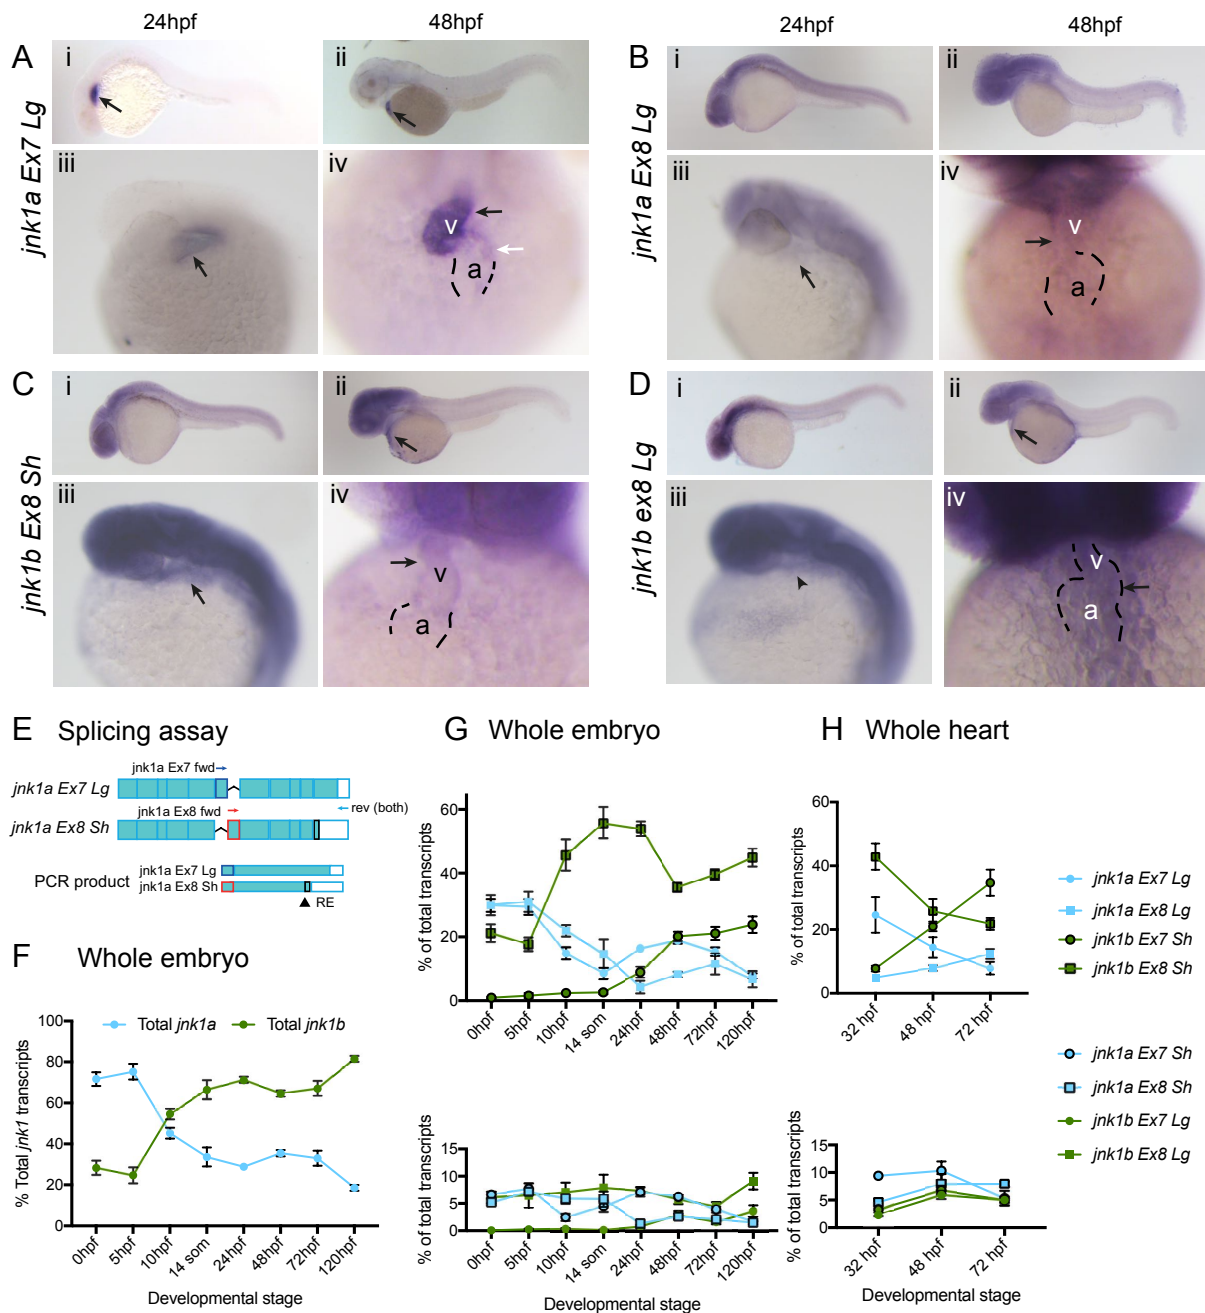 24hpf
48hpf
24hpf
48hpf
A
i
ii
iii
iv
v
a
jnk1a Ex7 Lg
B
i
ii
iii
iv
v
a
jnk1a Ex8 Lg
C
i
ii
iii
iv
v
a
jnk1b Ex8 Sh
D
i
ii
iii
iv
v
a
jnk1b ex8 Lg
E Splicing assay
jnk1a Ex7 fwd
jnk1a Ex7 Lg
jnk1a Ex8 fwd
rev (both)
jnk1a Ex8 Sh
jnk1a Ex7 Lg
PCR product
jnk1a Ex8 Sh
RE
F Whole embryo
Total jnk1a
Total jnk1b
% Total jnk1 transcripts
100
80
60
40
20
0
0hpf
5hpf
10hpf
14 som
24hpf
48hpf
72hpf
120hpf
Developmental stage
G Whole embryo
% of total transcripts
60
40
20
0
0hpf
5hpf
10hpf
14 som
24hpf
48hpf
72hpf
120hpf
% of total transcripts
15
10
5
0
0hpf
5hpf
10hpf
14 som
24hpf
48hpf
72hpf
120hpf
Developmental stage
H Whole heart
% of total transcripts
60
40
20
0
32 hpf
48 hpf
72 hpf
jnk1a Ex7 Lg
jnk1a Ex8 Lg
jnk1b Ex7 Sh
jnk1b Ex8 Sh
% of total transcripts
15
10
5
0
32 hpf
48 hpf
72 hpf
Developmental stage
jnk1a Ex7 Sh
jnk1a Ex8 Sh
jnk1b Ex7 Lg
jnk1b Ex8 Lg